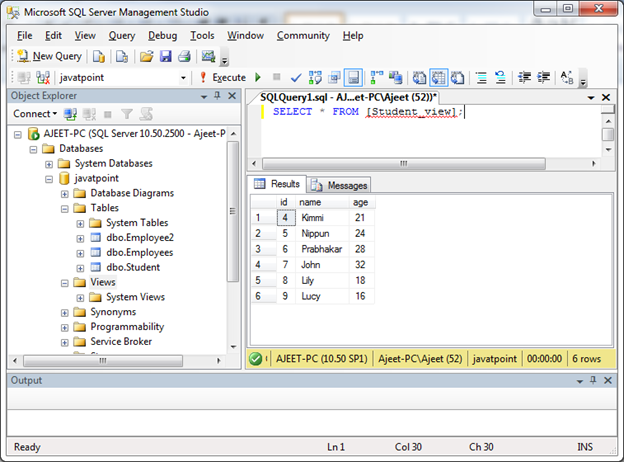 Microsoft SQL Server Management Studio
File Edit View Query Debug Tools Window Community Help
New Query
javatpoint Execute
Object Explorer
Connect
AJEET-PC (SQL Server 10.50.2500 - Ajeet-P
Databases
System Databases
javatpoint
Database Diagrams
Tables
System Tables
dbo.Employee2
dbo.Employees
dbo.Student
Views
System Views
Synonyms
Programmability
Service Broker
SQLQuery1.sql - AJ...et-PC\Ajeet (52))*
SELECT * FROM [Student_view];
Results Messages
id name age
1 4 Kimmi 21
2 5 Nippun 24
3 6 Prabhakar 28
4 7 John 32
5 8 Lily 18
6 9 Lucy 16
AJEET-PC (10.50 SP1) Ajeet-PC\Ajeet (52) javatpoint 00:00:00 6 rows
Output
Ready Ln 1 Col 30 Ch 30 INS